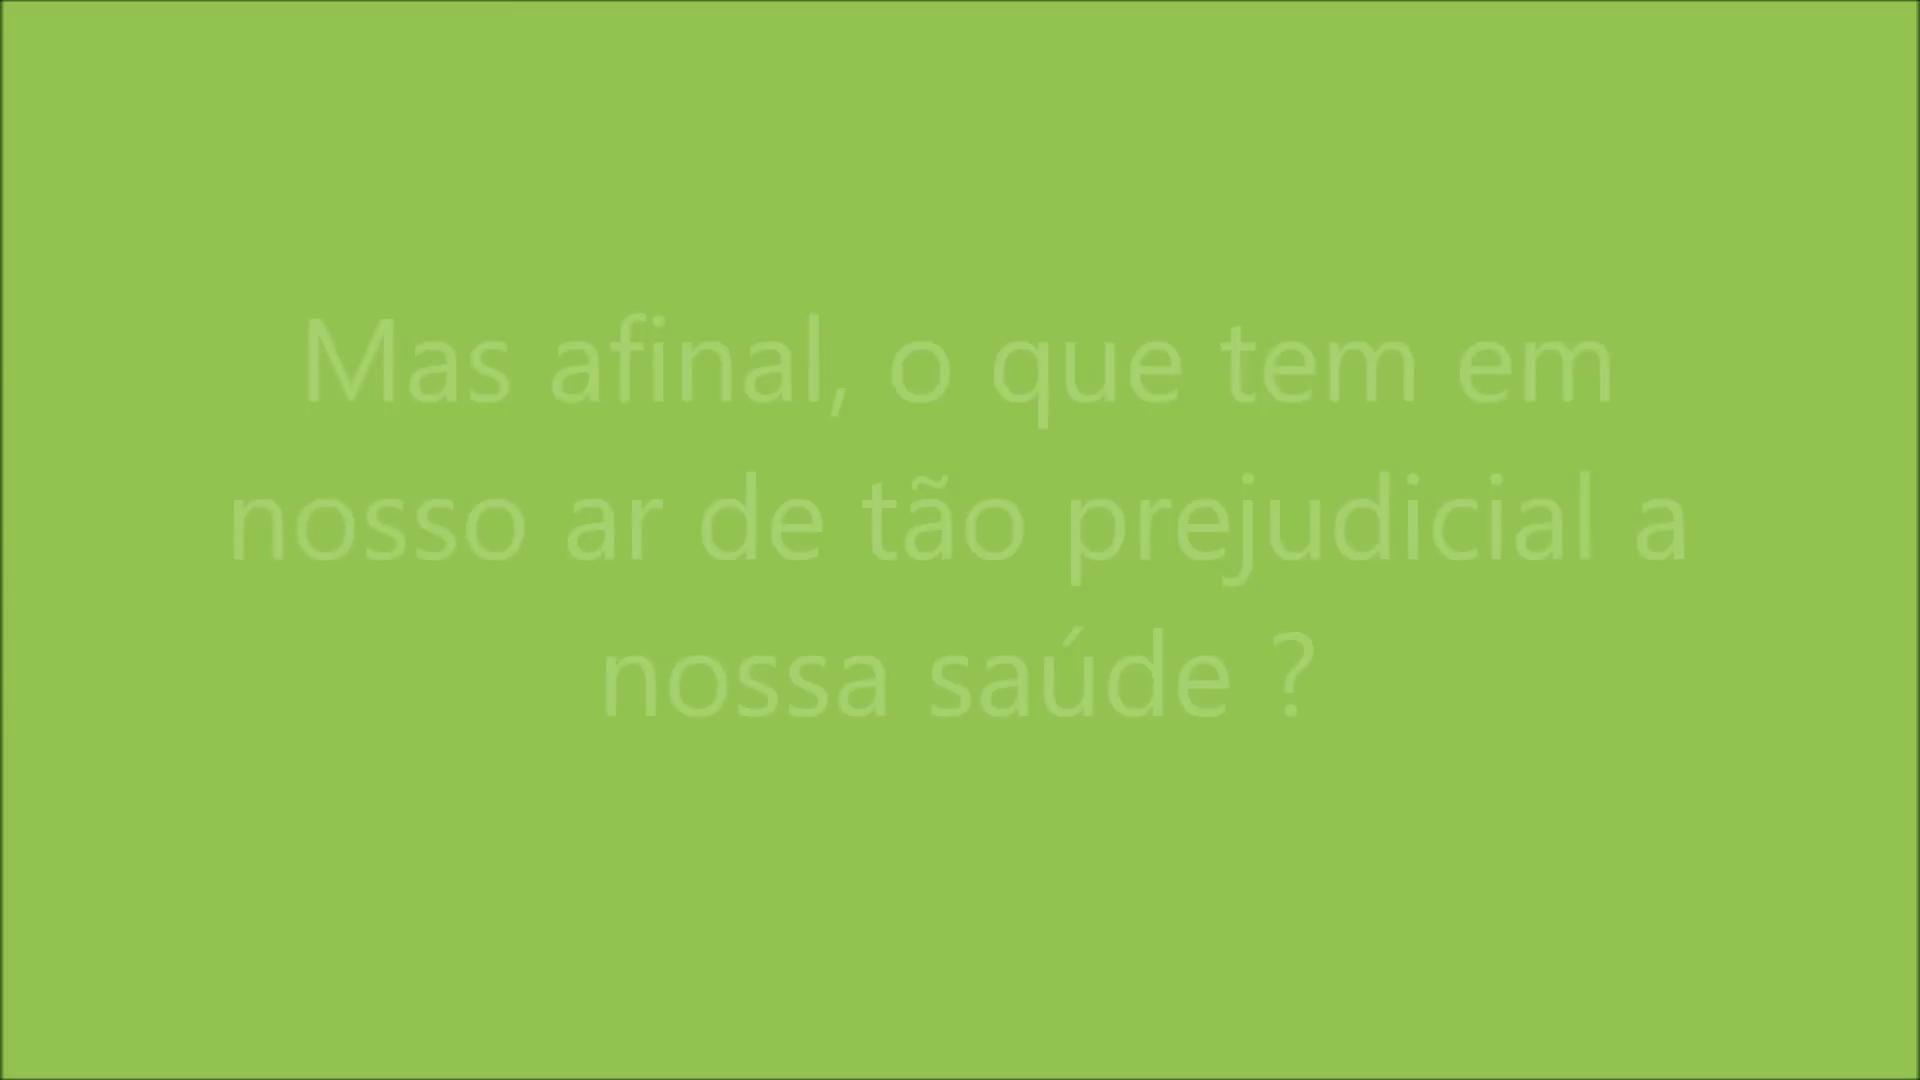 Mas afinal, o que tem em
nosso ar de tão prejudicial a
nossa saúde ?